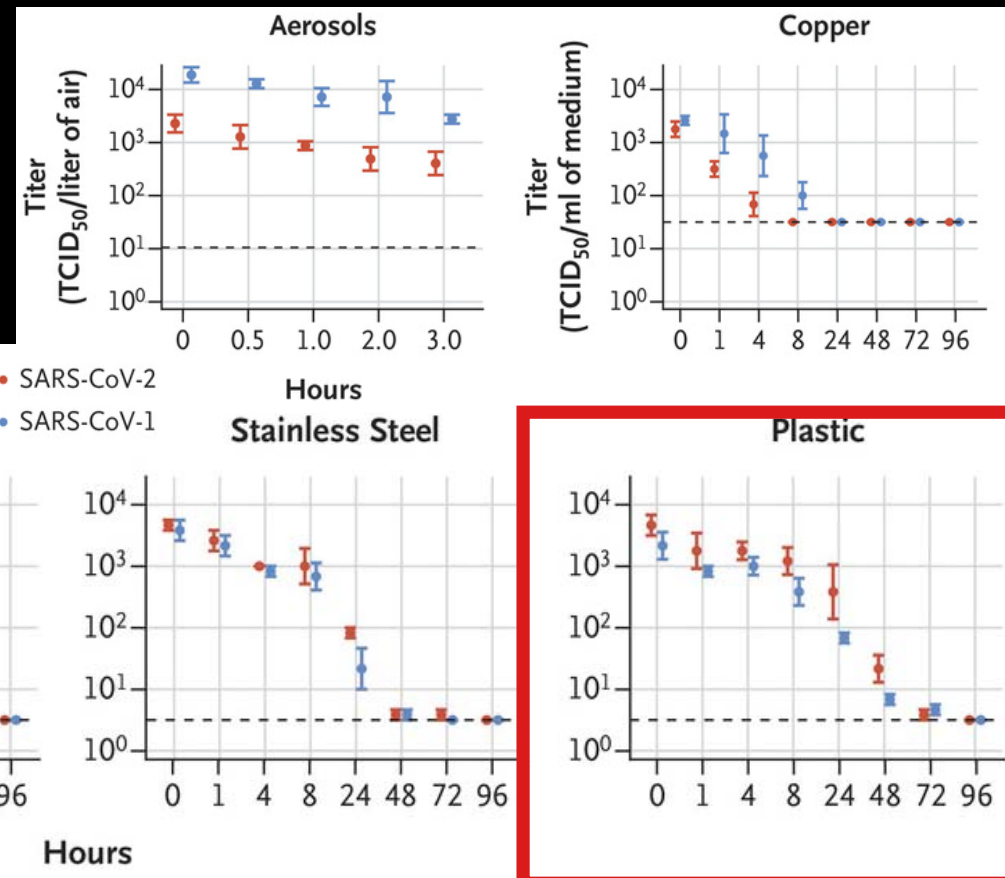 Aerosols
Titer
(TCID50/liter of air)
10⁴
10³
10²
10¹
10⁰
0 0.5 1.0 2.0 3.0
Hours
Copper
Titer
(TCID50/ml of medium)
10⁴
10³
10²
10¹
10⁰
0 1 4 8 24 48 72 96
SARS-CoV-2
SARS-CoV-1
96
Stainless Steel
10⁴
10³
10²
10¹
10⁰
0 1 4 8 24 48 72 96
Plastic
10⁴
10³
10²
10¹
10⁰
0 1 4 8 24 48 72 96
Hours